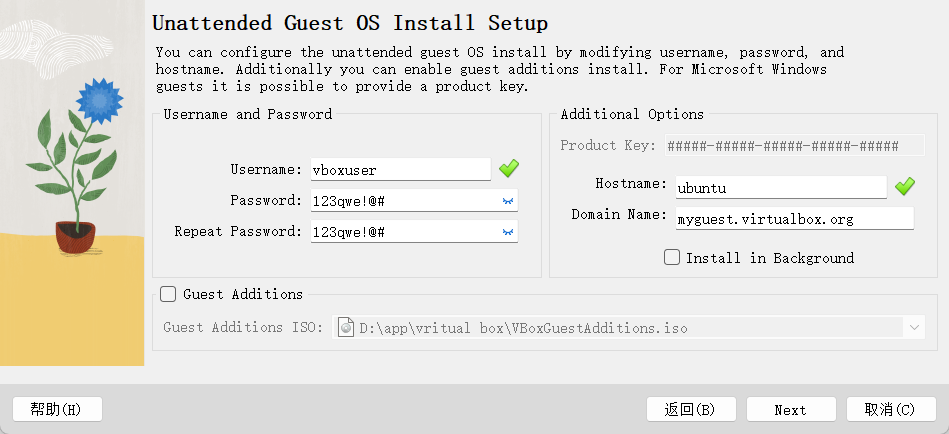 Unattended Guest OS Install Setup
You can configure the unattended guest OS install by modifying username, password, and
hostname. Additionally you can enable guest additions install. For Microsoft Windows
guests it is possible to provide a product key.
Username and Password
Username: vboxuser
Password: 123qwe!@#
Repeat Password: 123qwe!@#
Additional Options
Product Key: #####-#####-#####-#####-#####
Hostname: ubuntu
Domain Name: myguest.virtualbox.org
Install in Background
Guest Additions
Guest Additions ISO: D:\app\vritual box\VBoxGuestAdditions.iso
帮助(H) 返回(B) Next 取消(C)